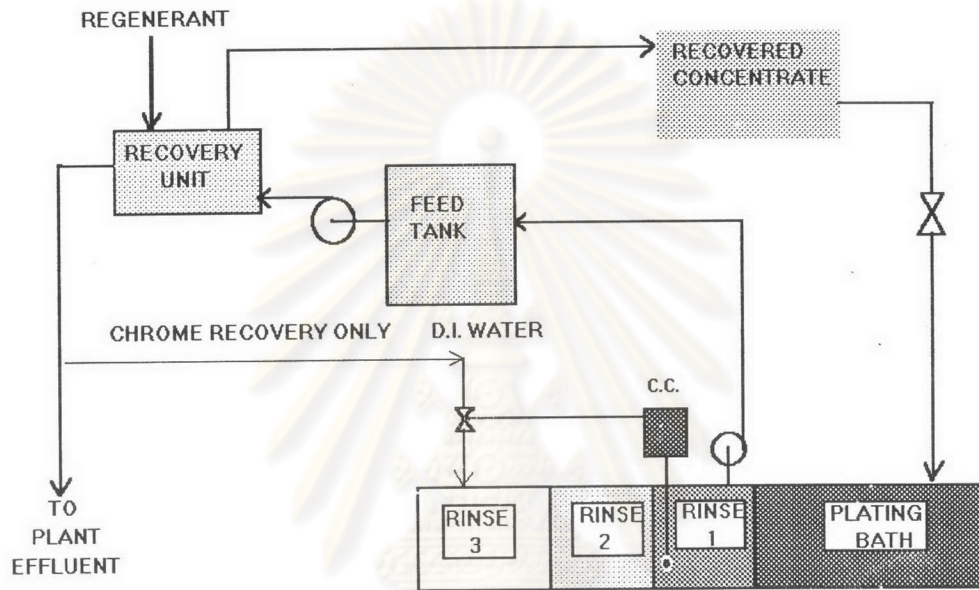 REGENERANT
RECOVERED
CONCENTRATE
RECOVERY
UNIT
FEED
TANK
CHROME RECOVERY ONLY
D.I. WATER
C.C.
TO
PLANT
EFFLUENT
RINSE
3
RINSE
2
RINSE
1
PLATING
BATH